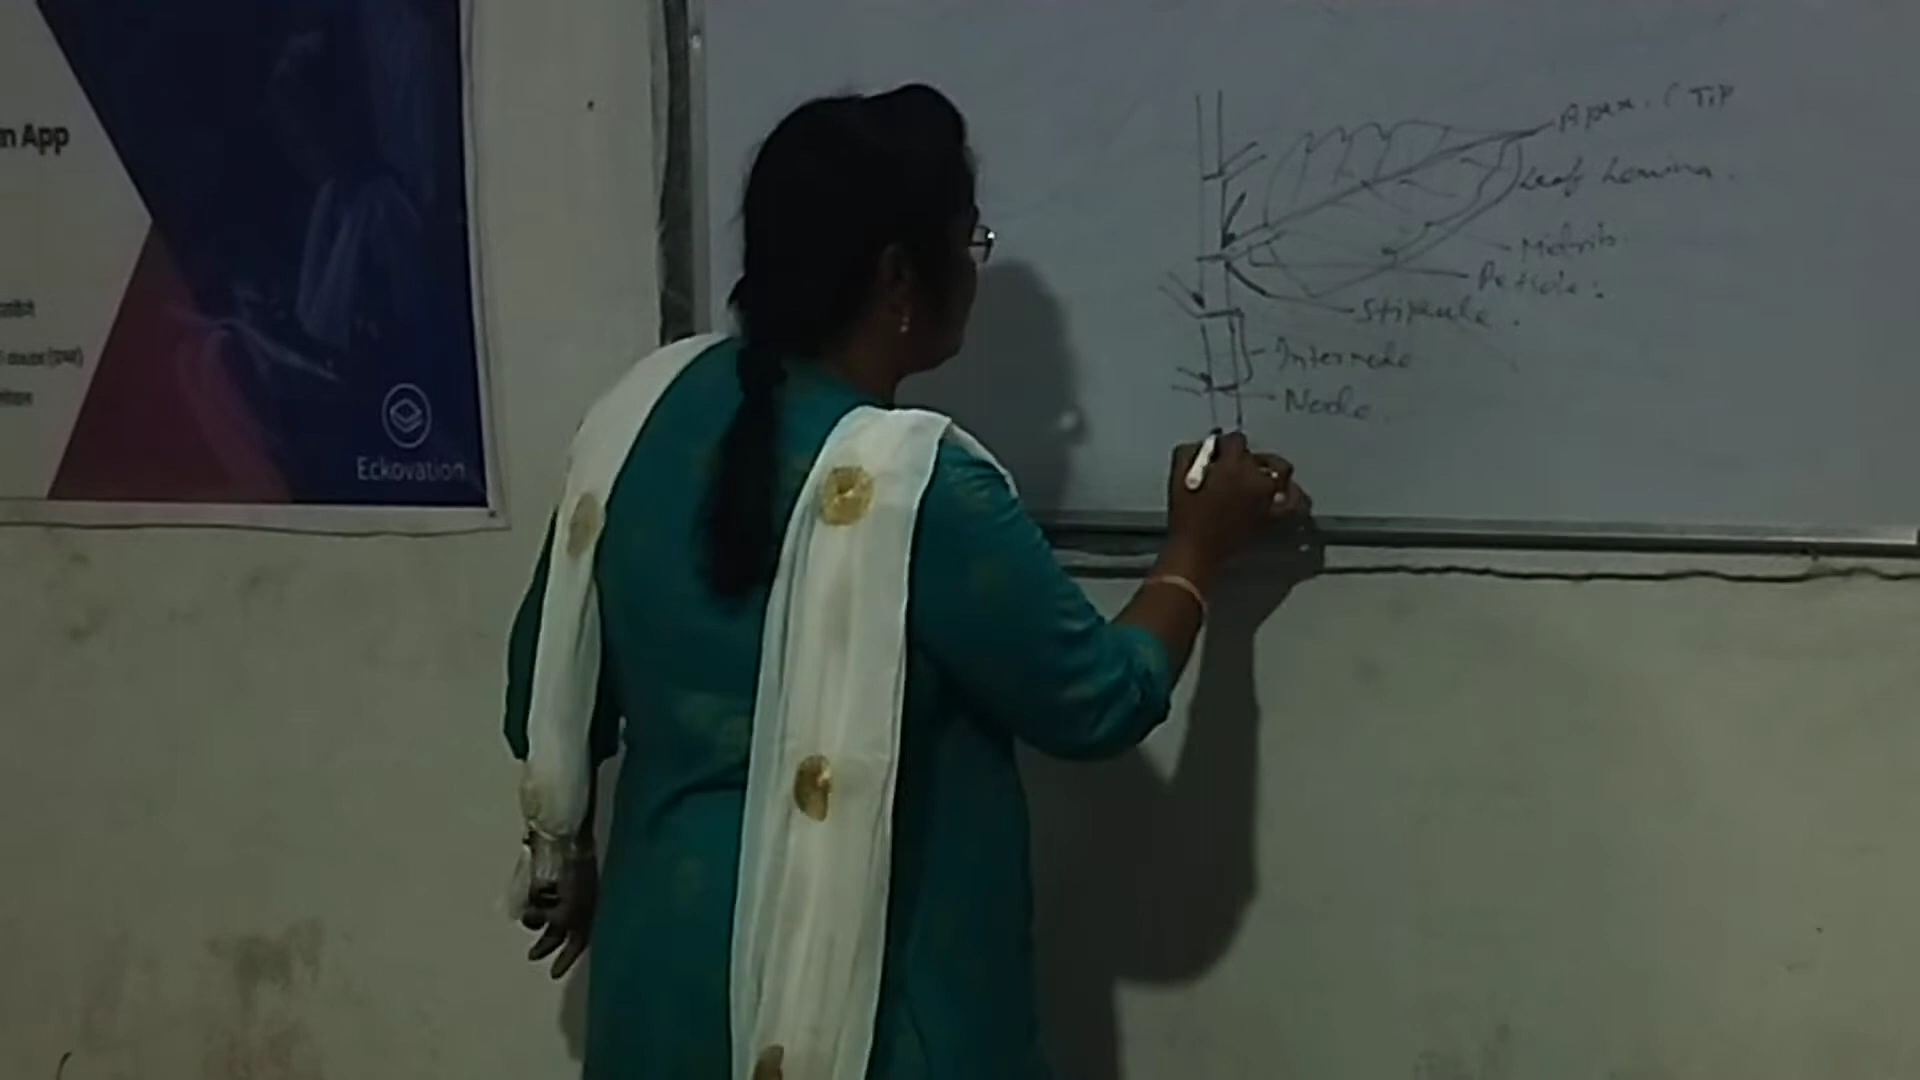 n App
Eckovation
Apex. ( TIP
Leaf Lamina.
Midrib.
Petiole.
Stipule.
Internode
Node.